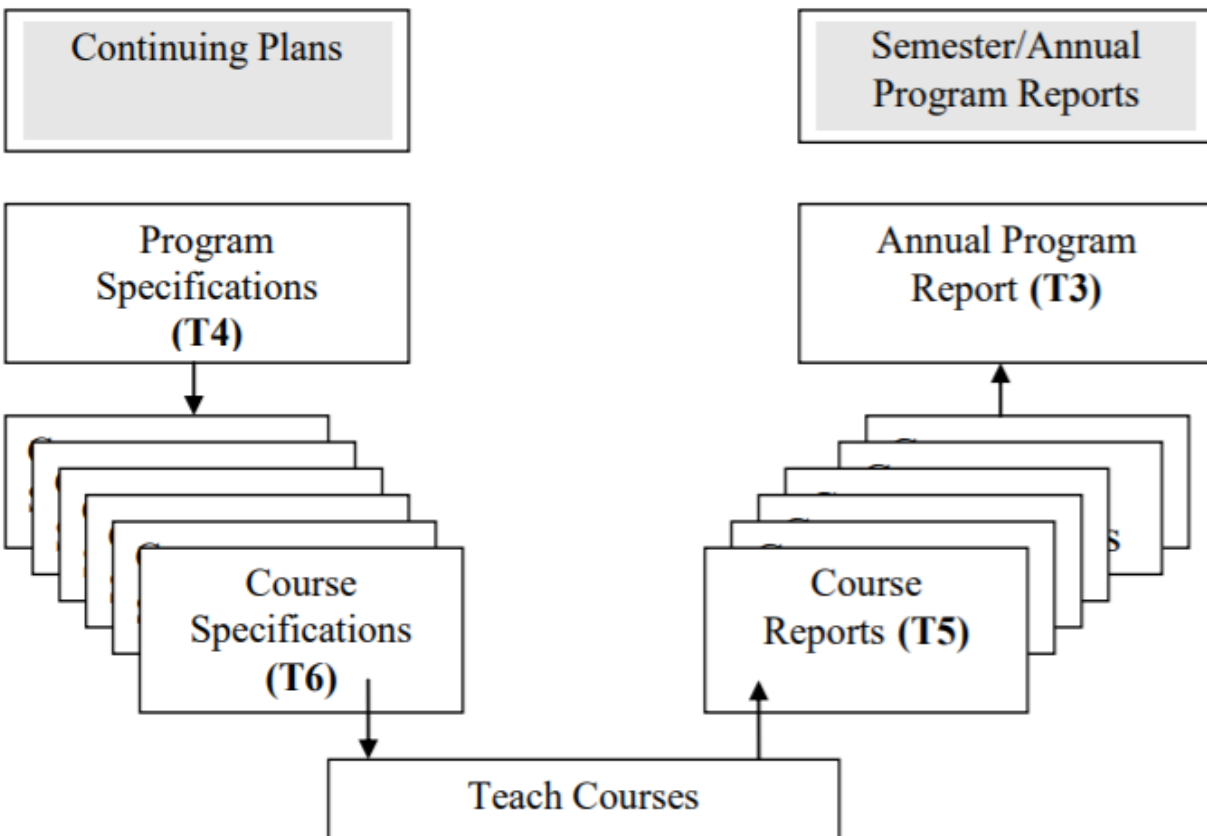 Continuing Plans
Semester/Annual
Program Reports
Program
Specifications
(T4)
Annual Program
Report (T3)
Course
Specifications
(T6)
Course
Reports (T5)
Teach Courses